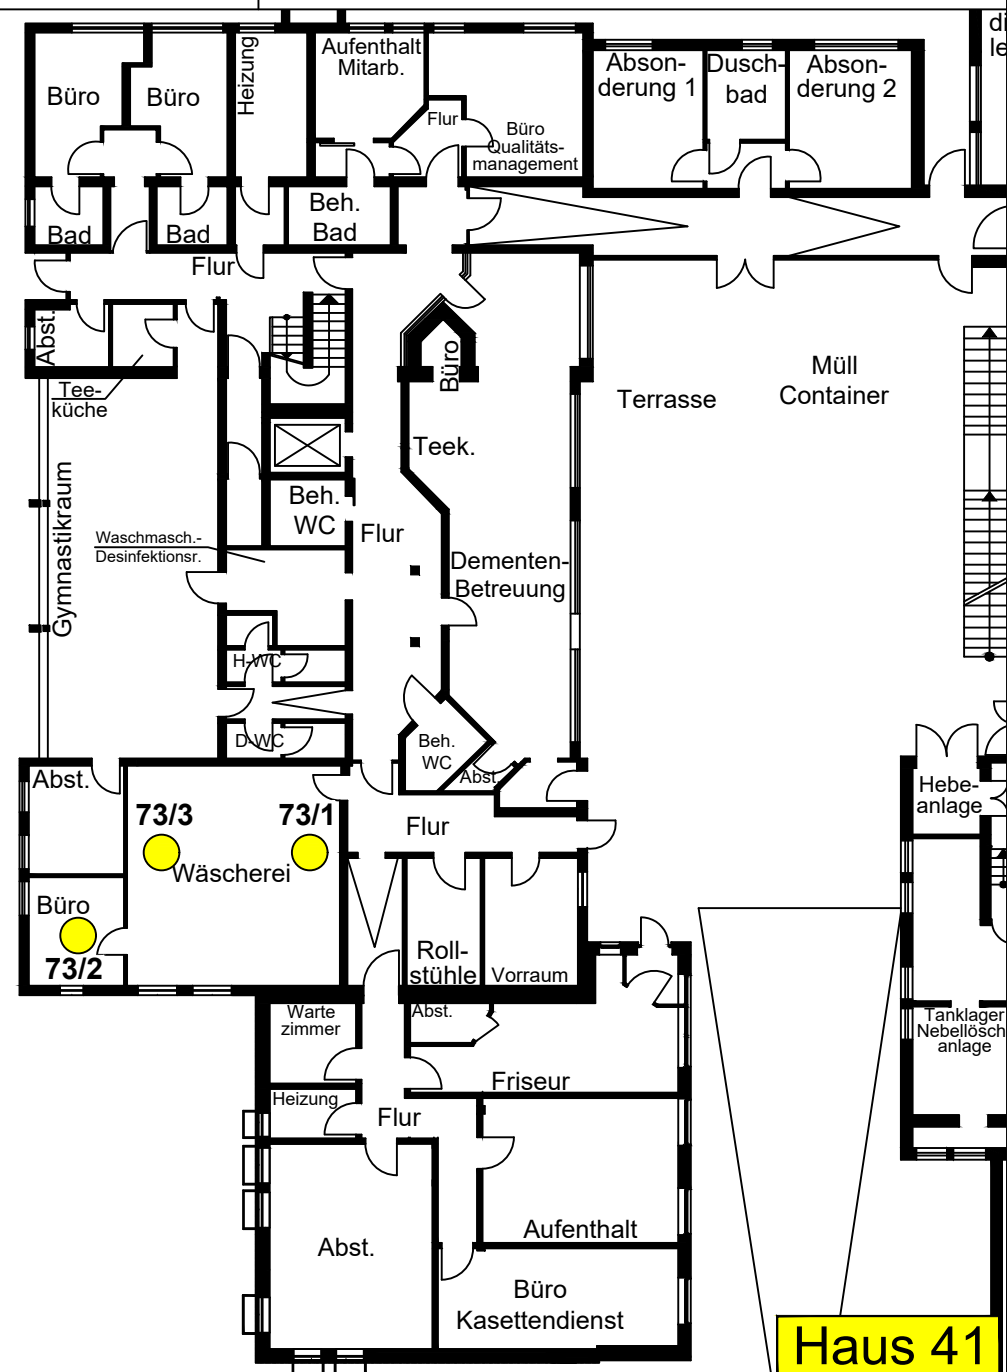 Büro
Büro
Heizung
Aufenthalt
Mitarb.
Flur
Büro
Qualitäts-
management
Abson-
derung 1
Dusch-
bad
Abson-
derung 2
Bad
Bad
Beh.
Bad
Flur
Abst.
Tee-
küche
Büro
Teek.
Terrasse
Müll
Container
Gymnastikraum
Beh.
WC
Flur
Waschmasch.-
Desinfektionsr.
Dementen-
Betreuung
H-WC
D-WC
Beh.
WC
Abst.
Abst.
Hebe-
anlage
73/3
73/1
Wäscherei
Flur
Büro
73/2
Roll-
stühle
Vorraum
Warte
zimmer
Abst.
Tanklager
Nebellösch
anlage
Friseur
Heizung
Flur
Aufenthalt
Abst.
Büro
Kasettendienst
Haus 41